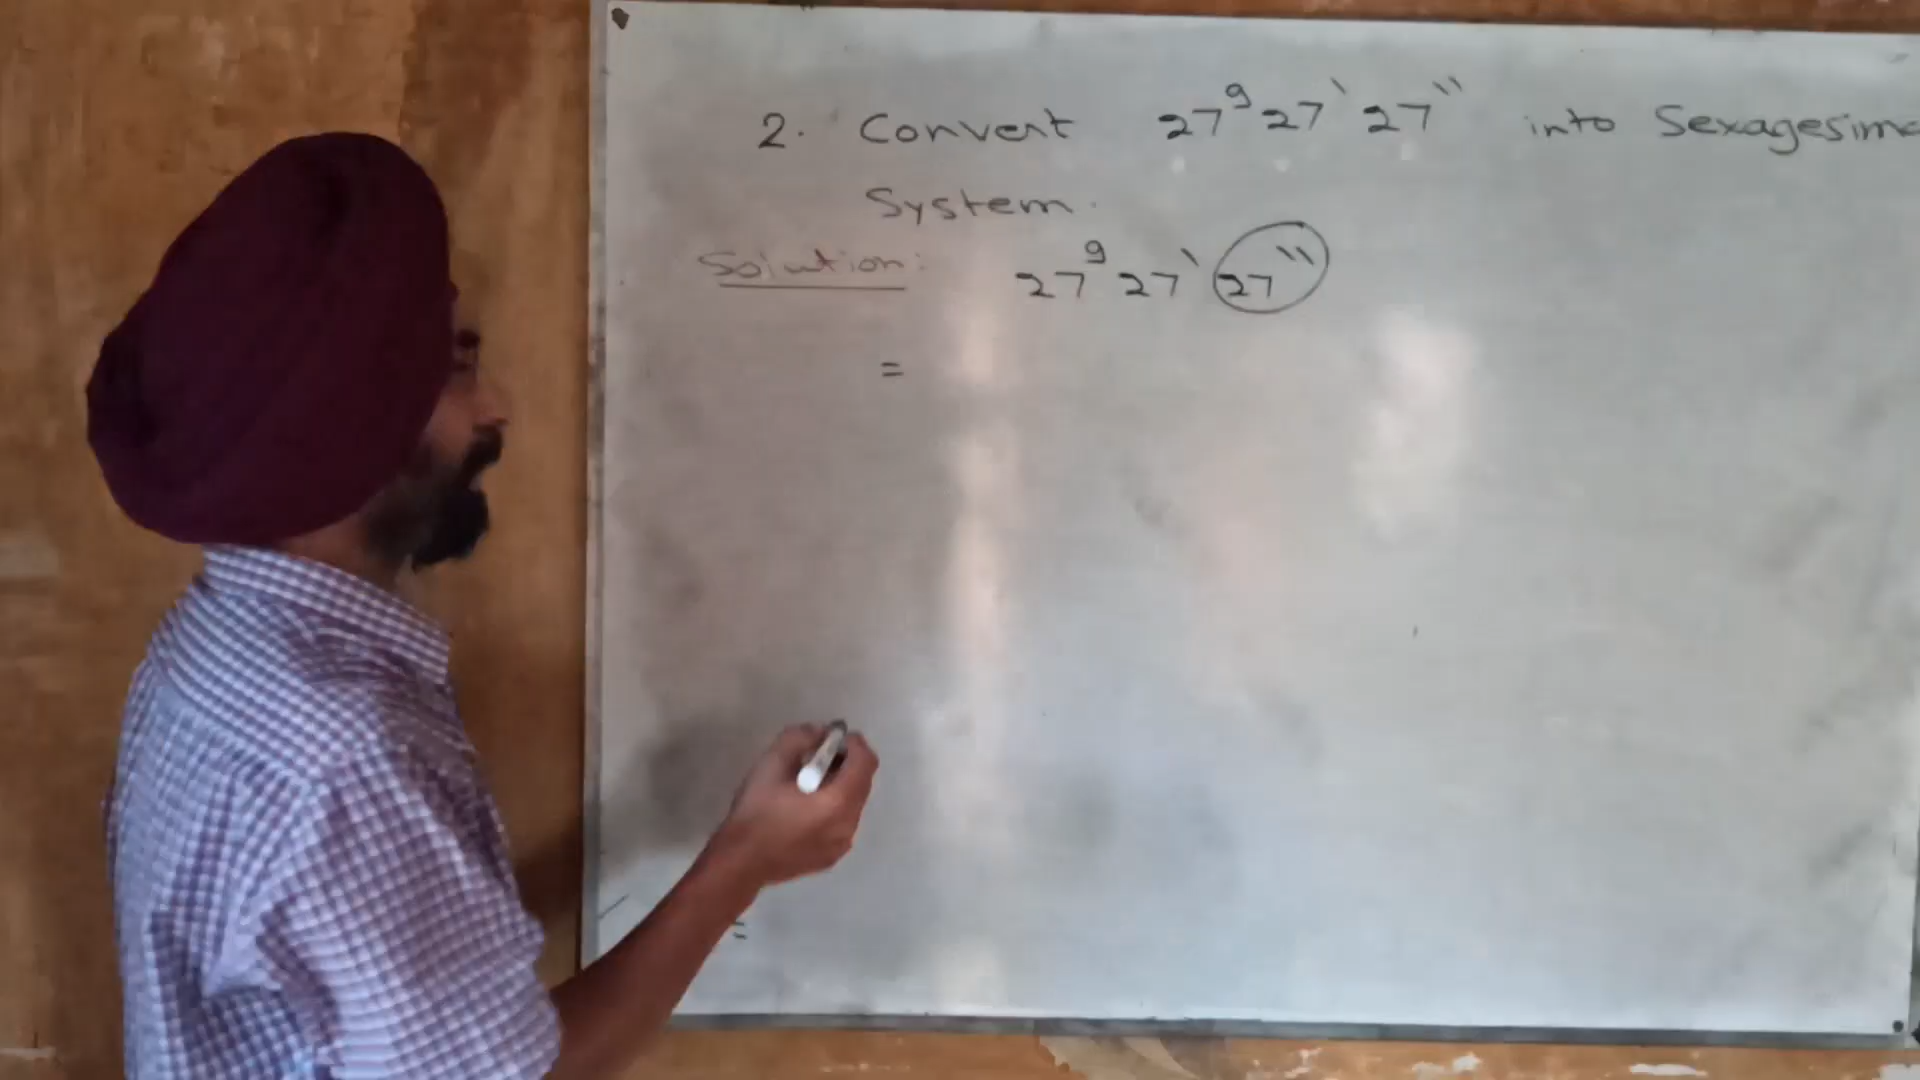 2. Convert 27^g 27` 27`` into Sexagesima
System.
Solution: 27^g 27` 27``
=
=